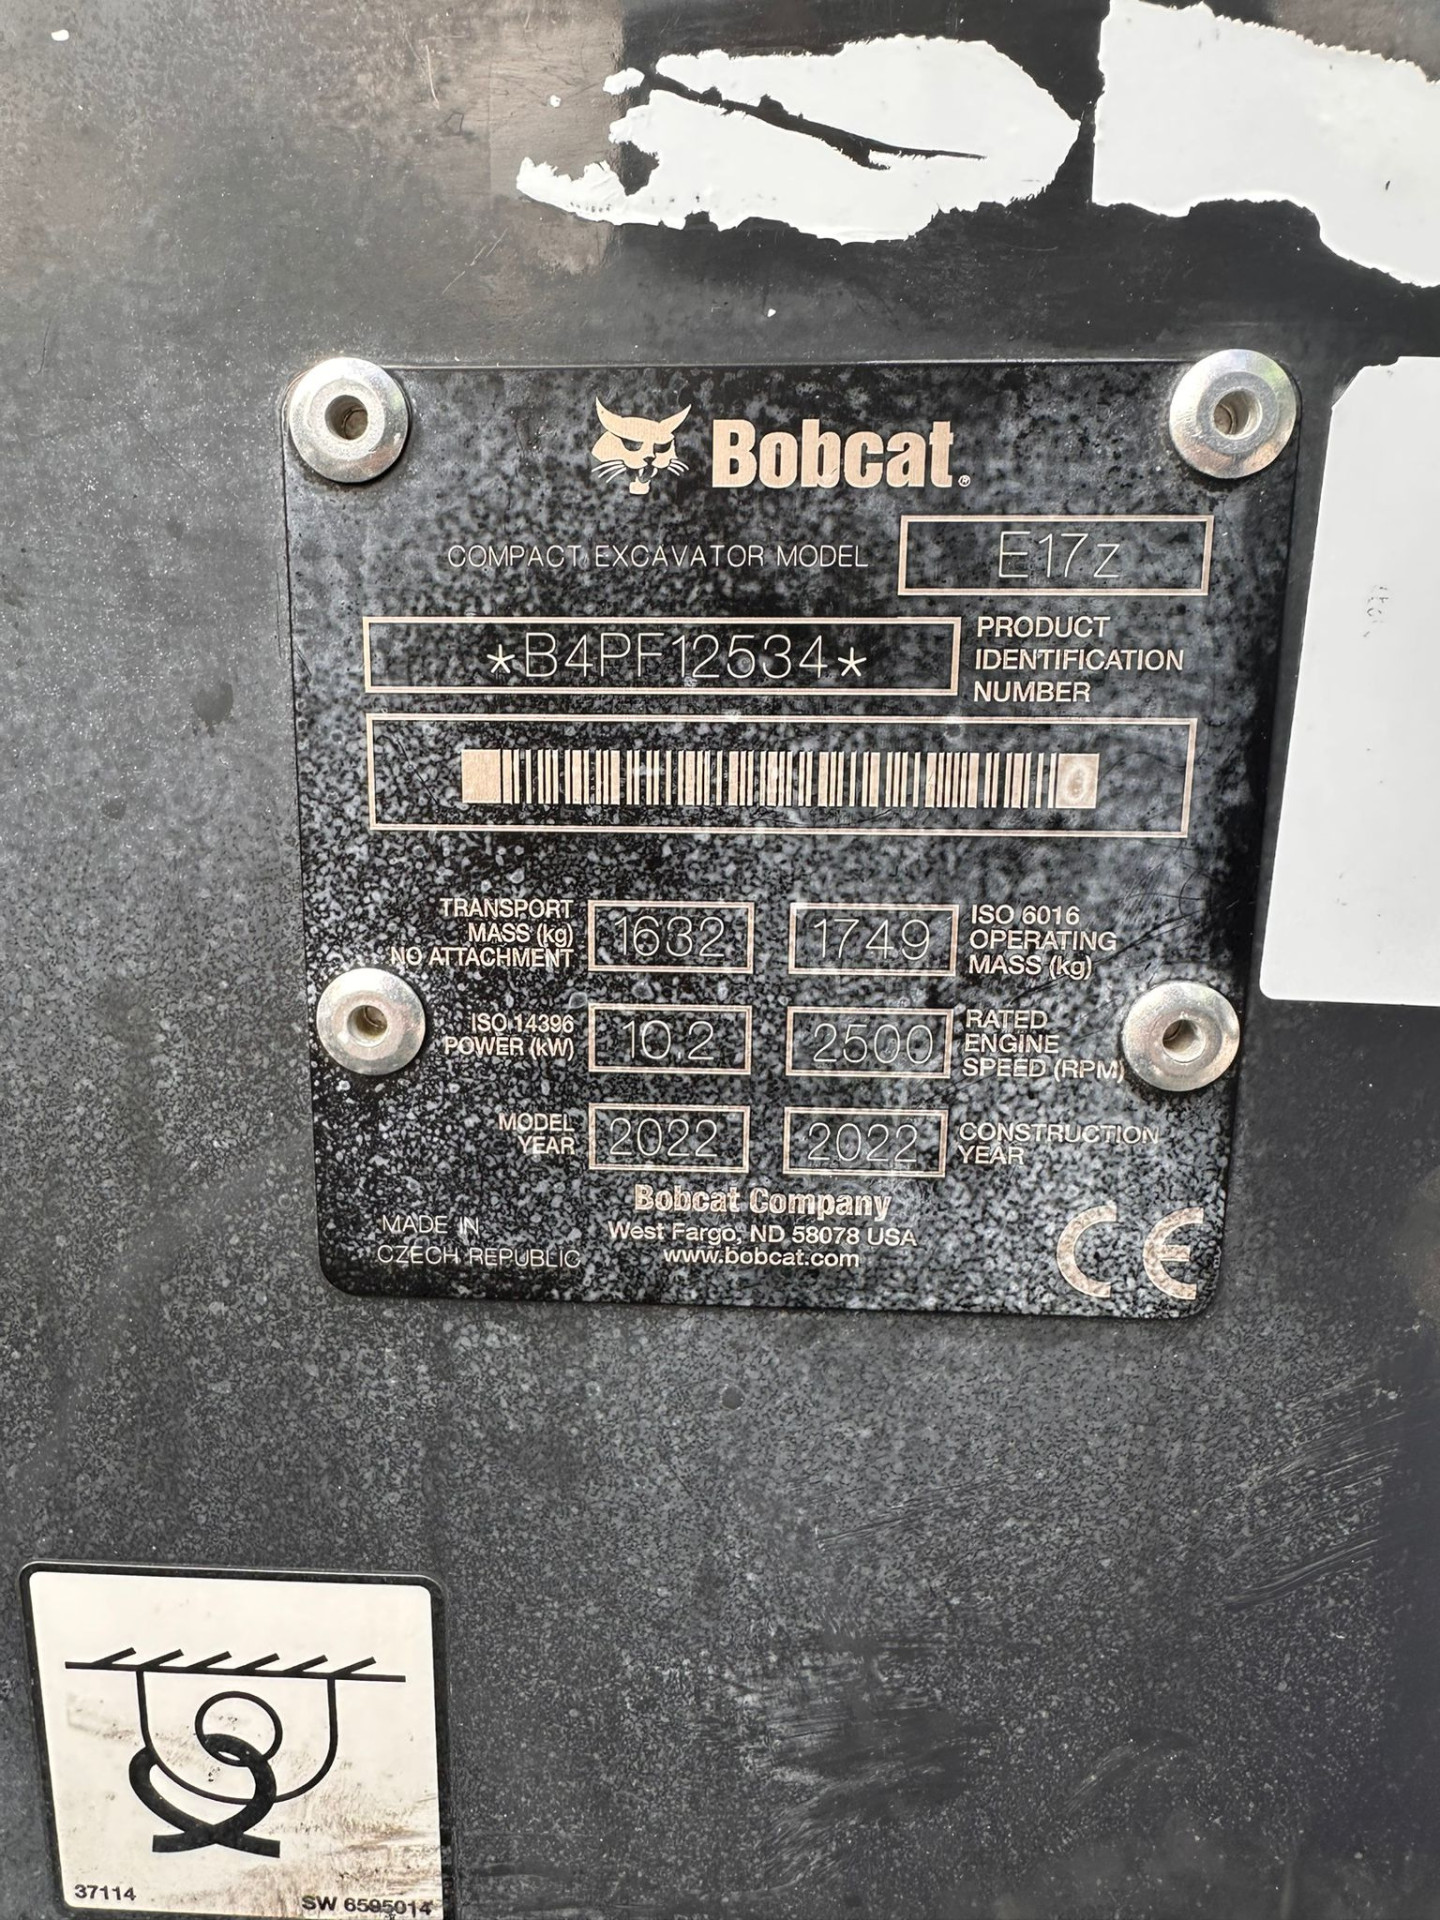 Bobcat®
COMPACT EXCAVATOR MODEL E17z
*B4PF12534*
PRODUCT
IDENTIFICATION
NUMBER
TRANSPORT
MASS (kg)
NO ATTACHMENT
1632
1749
ISO 6016
OPERATING
MASS (kg)
ISO 14396
POWER (kW)
10.2
2500
RATED
ENGINE
SPEED (RPM)
MODEL
YEAR
2022
2022
CONSTRUCTION
YEAR
Bobcat Company
West Fargo, ND 58078 USA
www.bobcat.com
MADE IN
CZECH REPUBLIC
CE
37114
SW 6595014